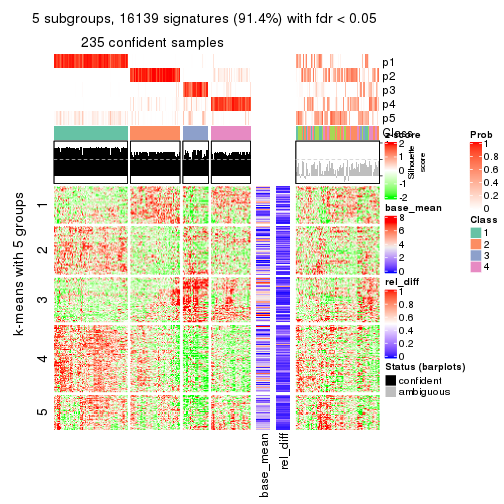 5 subgroups, 16139 signatures (91.4%) with fdr < 0.05
235 confident samples
p1
p2
p3
p4
p5
Class
Silhouette
score
k-means with 5 groups
1
2
3
4
5
base_mean
rel_diff
z-score
2
1
0
-1
-2
base_mean
8
6
4
2
0
rel_diff
1
0.8
0.6
0.4
0.2
0
Status (barplots)
confident
ambiguous
Prob
1
0.8
0.6
0.4
0.2
0
Class
1
2
3
4